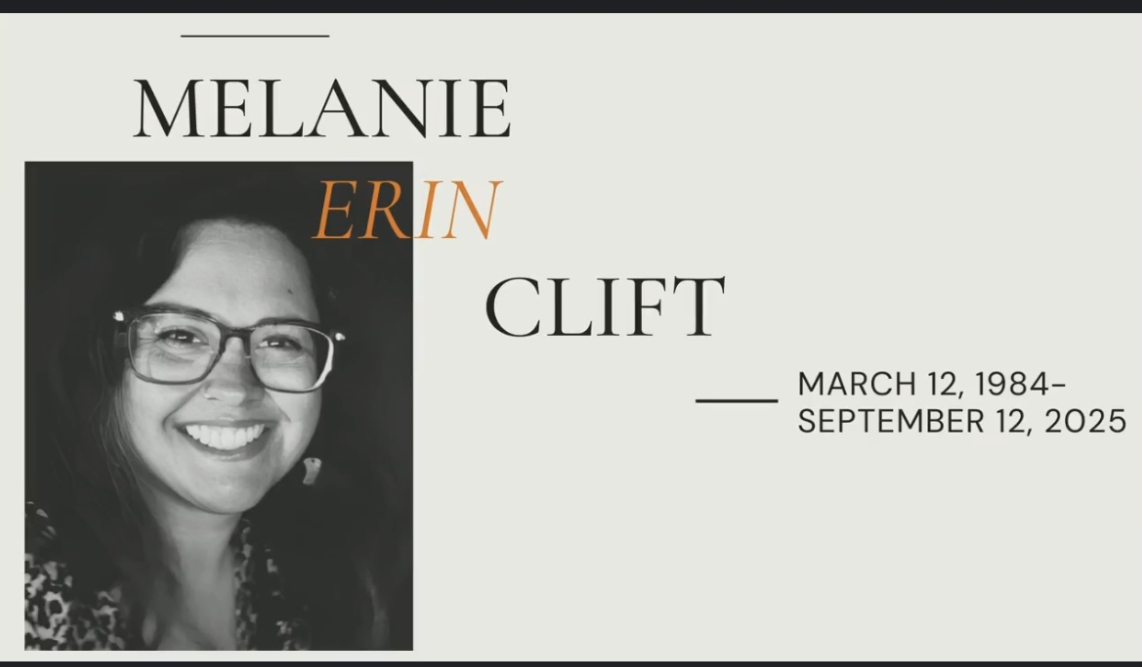 MELANIE
ERIN
CLIFT
MARCH 12, 1984-
SEPTEMBER 12, 2025